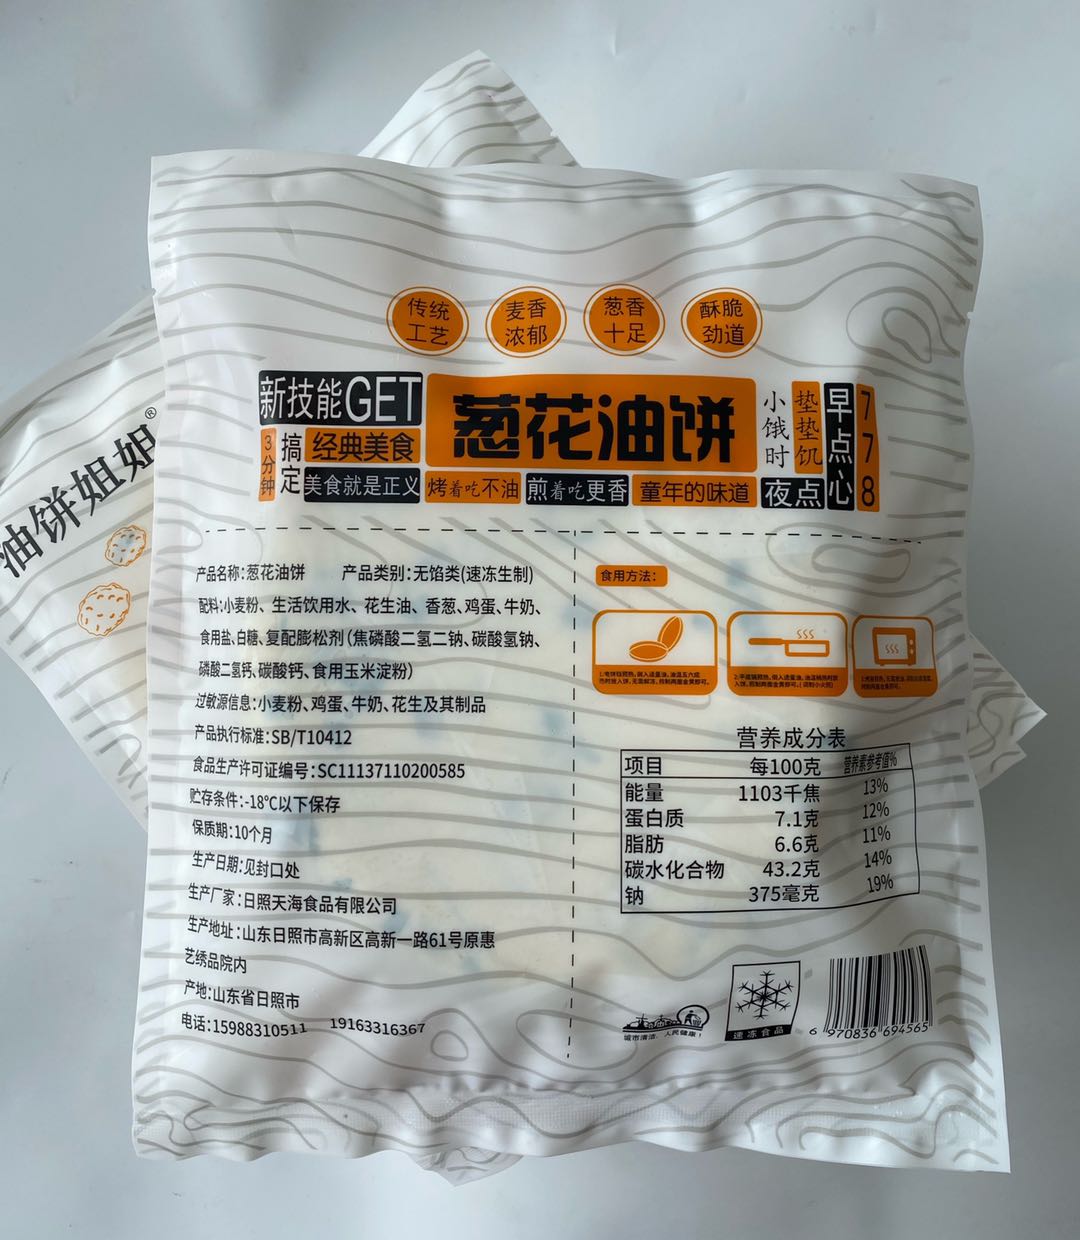 传统
工艺
麦香
浓郁
葱香
十足
酥脆
劲道
新技能GET
3分钟
搞定
经典美食
美食就是正义
葱花油饼
烤着吃不油
煎着吃更香
童年的味道
小饿时
垫垫饥
夜点
早点心
778
油饼姐姐®
产品名称:葱花油饼 产品类别:无馅类(速冻生制)
配料:小麦粉、生活饮用水、花生油、香葱、鸡蛋、牛奶、
食用盐、白糖、复配膨松剂(焦磷酸二氢二钠、碳酸氢钠、
磷酸二氢钙、碳酸钙、食用玉米淀粉)
过敏源信息:小麦粉、鸡蛋、牛奶、花生及其制品
产品执行标准:SB/T10412
食品生产许可证编号:SC11137110200585
贮存条件:-18℃以下保存
保质期:10个月
生产日期:见封口处
生产厂家:日照天海食品有限公司
生产地址:山东日照市高新区高新一路61号原惠
艺绣品院内
产地:山东省日照市
电话:15988310511 19163316367
食用方法:
营养成分表
项目 每100克 营养素参考值%
能量 1103千焦 13%
蛋白质 7.1克 12%
脂肪 6.6克 11%
碳水化合物 43.2克 14%
钠 375毫克 19%
城市清洁、人民健康!
速冻食品
6 970836 694565